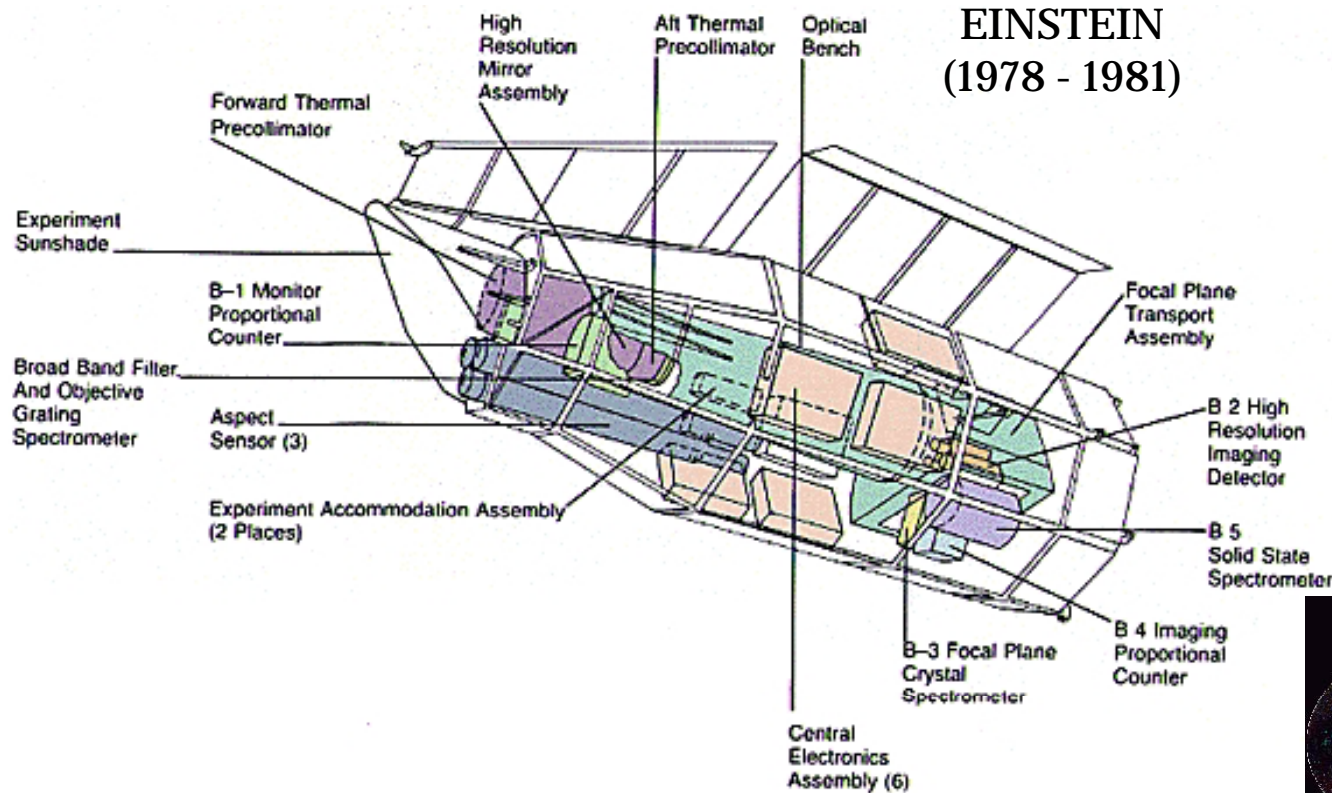 EINSTEIN
(1978 - 1981)
High
Resolution
Mirror
Assembly
Aft Thermal
Precollimator
Optical
Bench
Forward Thermal
Precollimator
Experiment
Sunshade
B-1 Monitor
Proportional
Counter
Broad Band Filter
And Objective
Grating
Spectrometer
Aspect
Sensor (3)
Experiment Accommodation Assembly
(2 Places)
Focal Plane
Transport
Assembly
B 2 High
Resolution
Imaging
Detector
B 5
Solid State
Spectrometer
B 4 Imaging
Proportional
Counter
B-3 Focal Plane
Crystal
Spectrometer
Central
Electronics
Assembly (6)